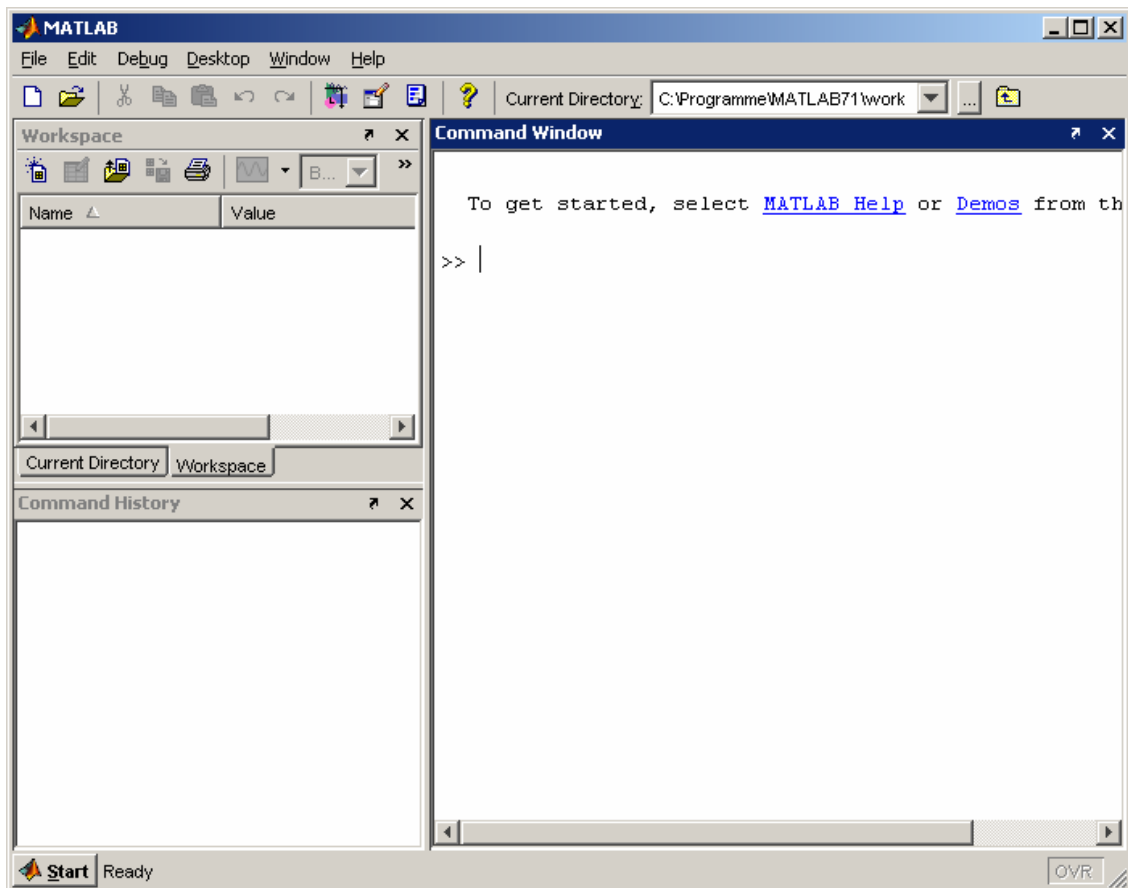 MATLAB
File Edit Debug Desktop Window Help
Current Directory: C:\Programme\MATLAB71\work ...
Workspace
B...
Name Value
Current Directory Workspace
Command History
Command Window
To get started, select MATLAB Help or Demos from th
>>
Start Ready
OVR